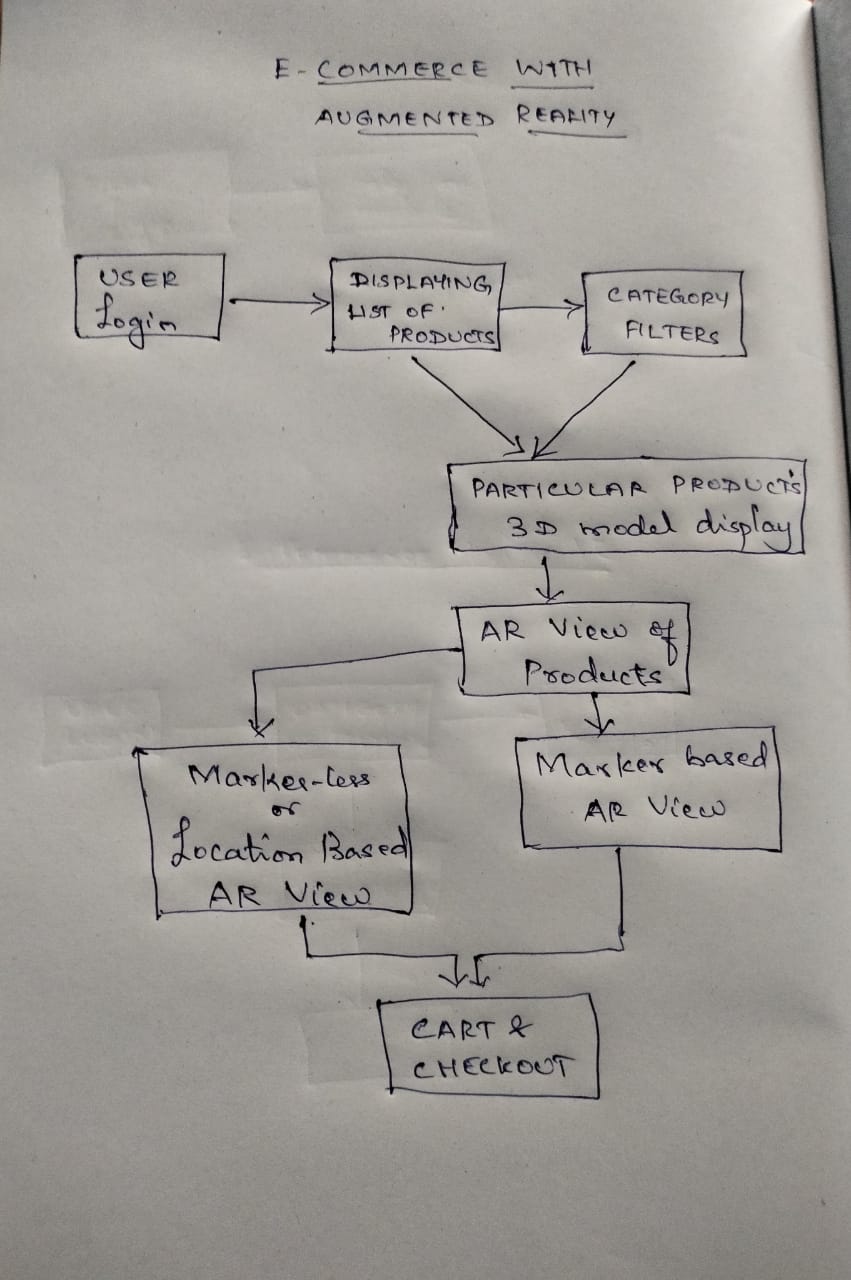 E-COMMERCE WITH
AUGMENTED REALITY
USER
Login
DISPLAYING
LIST OF
PRODUCTS
CATEGORY
FILTERS
PARTICULAR PRODUCT'S
3D model display
AR View of
Products
Marker-less
or
Location Based
AR View
Marker based
AR View
CART &
CHECKOUT